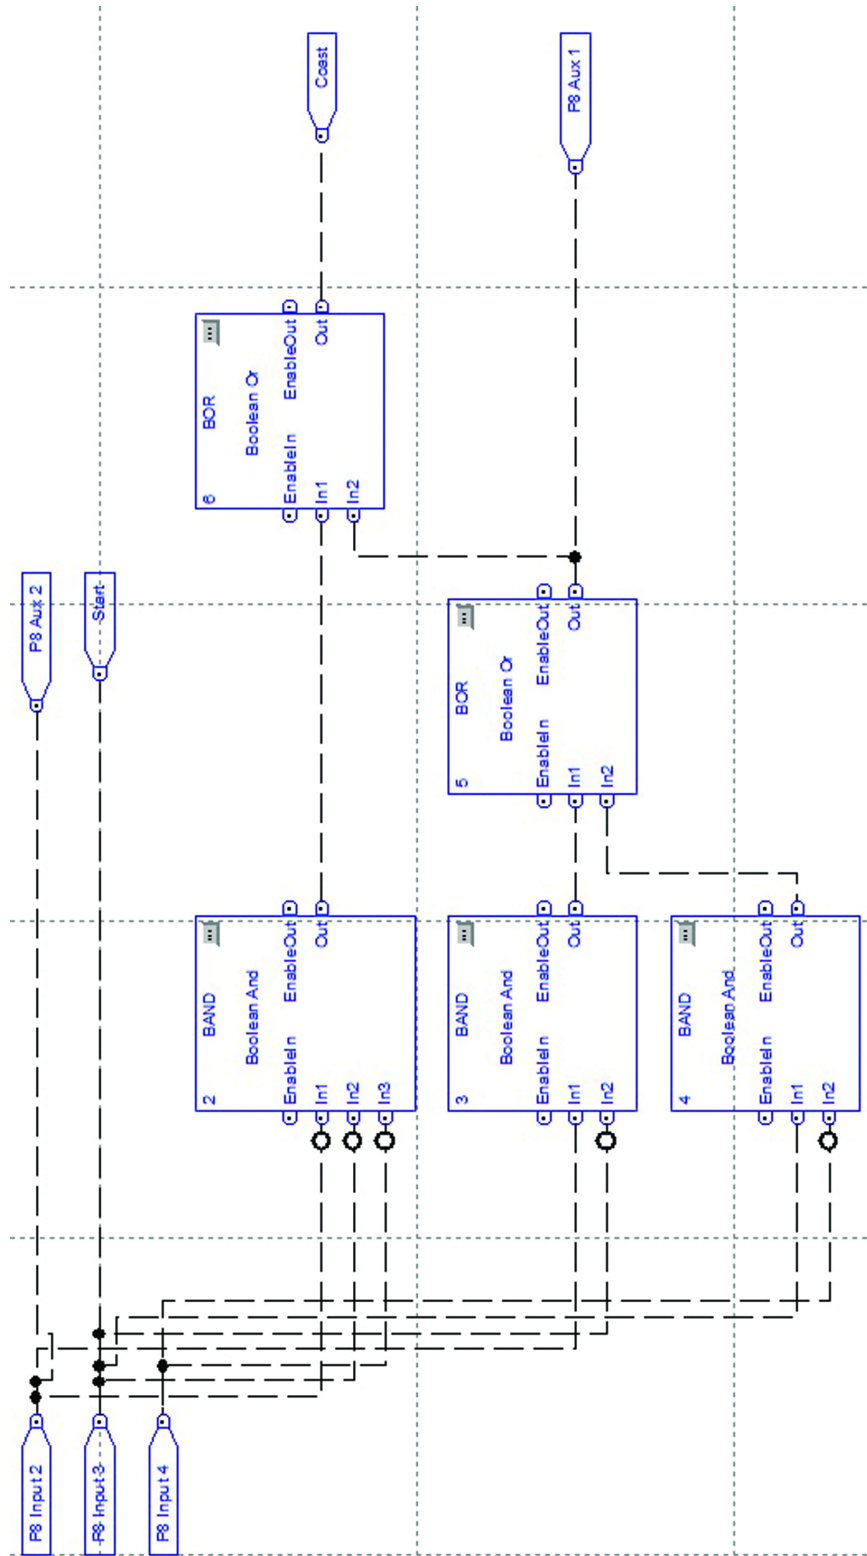 P8 Input 2
P8 Input 3
P8 Input 4
P8 Aux 2
Start
2
BAND
Boolean And
EnableIn
EnableOut
In1
Out
In2
In3
6
BOR
Boolean Or
EnableIn
EnableOut
In1
Out
In2
Coast
3
BAND
Boolean And
EnableIn
EnableOut
In1
Out
In2
5
BOR
Boolean Or
EnableIn
EnableOut
In1
Out
In2
P8 Aux 1
4
BAND
Boolean And
EnableIn
EnableOut
In1
Out
In2